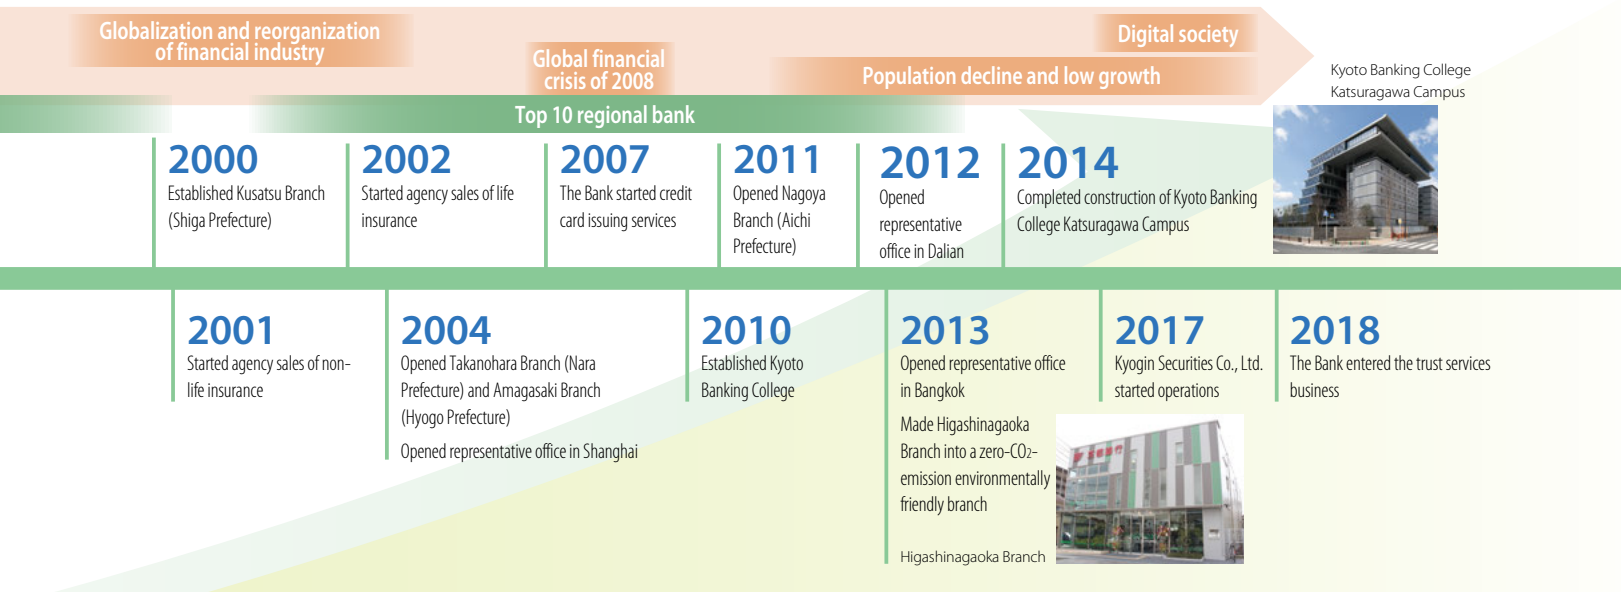 Globalization and reorganization
of financial industry
Global financial
crisis of 2008
Digital society
Population decline and low growth
Top 10 regional bank
Kyoto Banking College
Katsuragawa Campus
2000
Established Kusatsu Branch
(Shiga Prefecture)
2002
Started agency sales of life
insurance
2007
The Bank started credit
card issuing services
2011
Opened Nagoya
Branch (Aichi
Prefecture)
2012
Opened
representative
office in Dalian
2014
Completed construction of Kyoto Banking
College Katsuragawa Campus
2001
Started agency sales of non-
life insurance
2004
Opened Takanohara Branch (Nara
Prefecture) and Amagasaki Branch
(Hyogo Prefecture)
Opened representative office in Shanghai
2010
Established Kyoto
Banking College
2013
Opened representative office
in Bangkok
Made Higashinagaoka
Branch into a zero-CO2-
emission environmentally
friendly branch
Higashinagaoka Branch
2017
Kyogin Securities Co., Ltd.
started operations
2018
The Bank entered the trust services
business